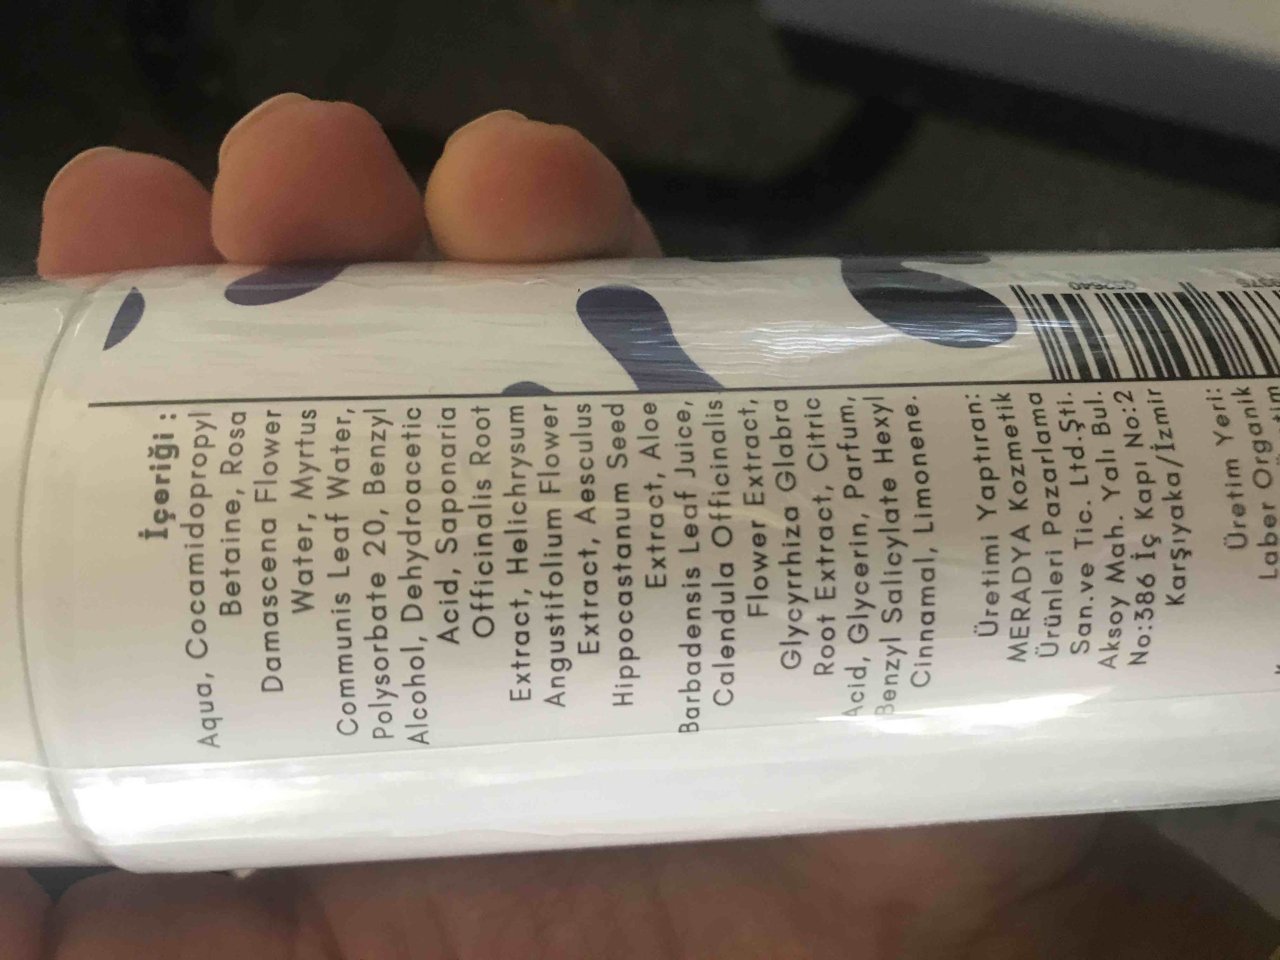 İçeriği :
Aqua, Cocamidopropyl
Betaine, Rosa
Damascena Flower
Water, Myrtus
Communis Leaf Water,
Polysorbate 20, Benzyl
Alcohol, Dehydroacetic
Acid, Saponaria
Officinalis Root
Extract, Helichrysum
Angustifolium Flower
Extract, Aesculus
Hippocastanum Seed
Extract, Aloe
Barbadensis Leaf Juice,
Calendula Officinalis
Flower Extract,
Glycyrrhiza Glabra
Root Extract, Citric
Acid, Glycerin, Parfum,
Benzyl Salicylate Hexyl
Cinnamal, Limonene.
Üretimi Yaptıran:
MERADYA Kozmetik
Ürünleri Pazarlama
San.ve Tic. Ltd.Şti.
Aksoy Mah. Yalı Bul.
No:386 İç Kapı No:2
Karşıyaka/İzmir
Üretim Yeri:
Laber Organik